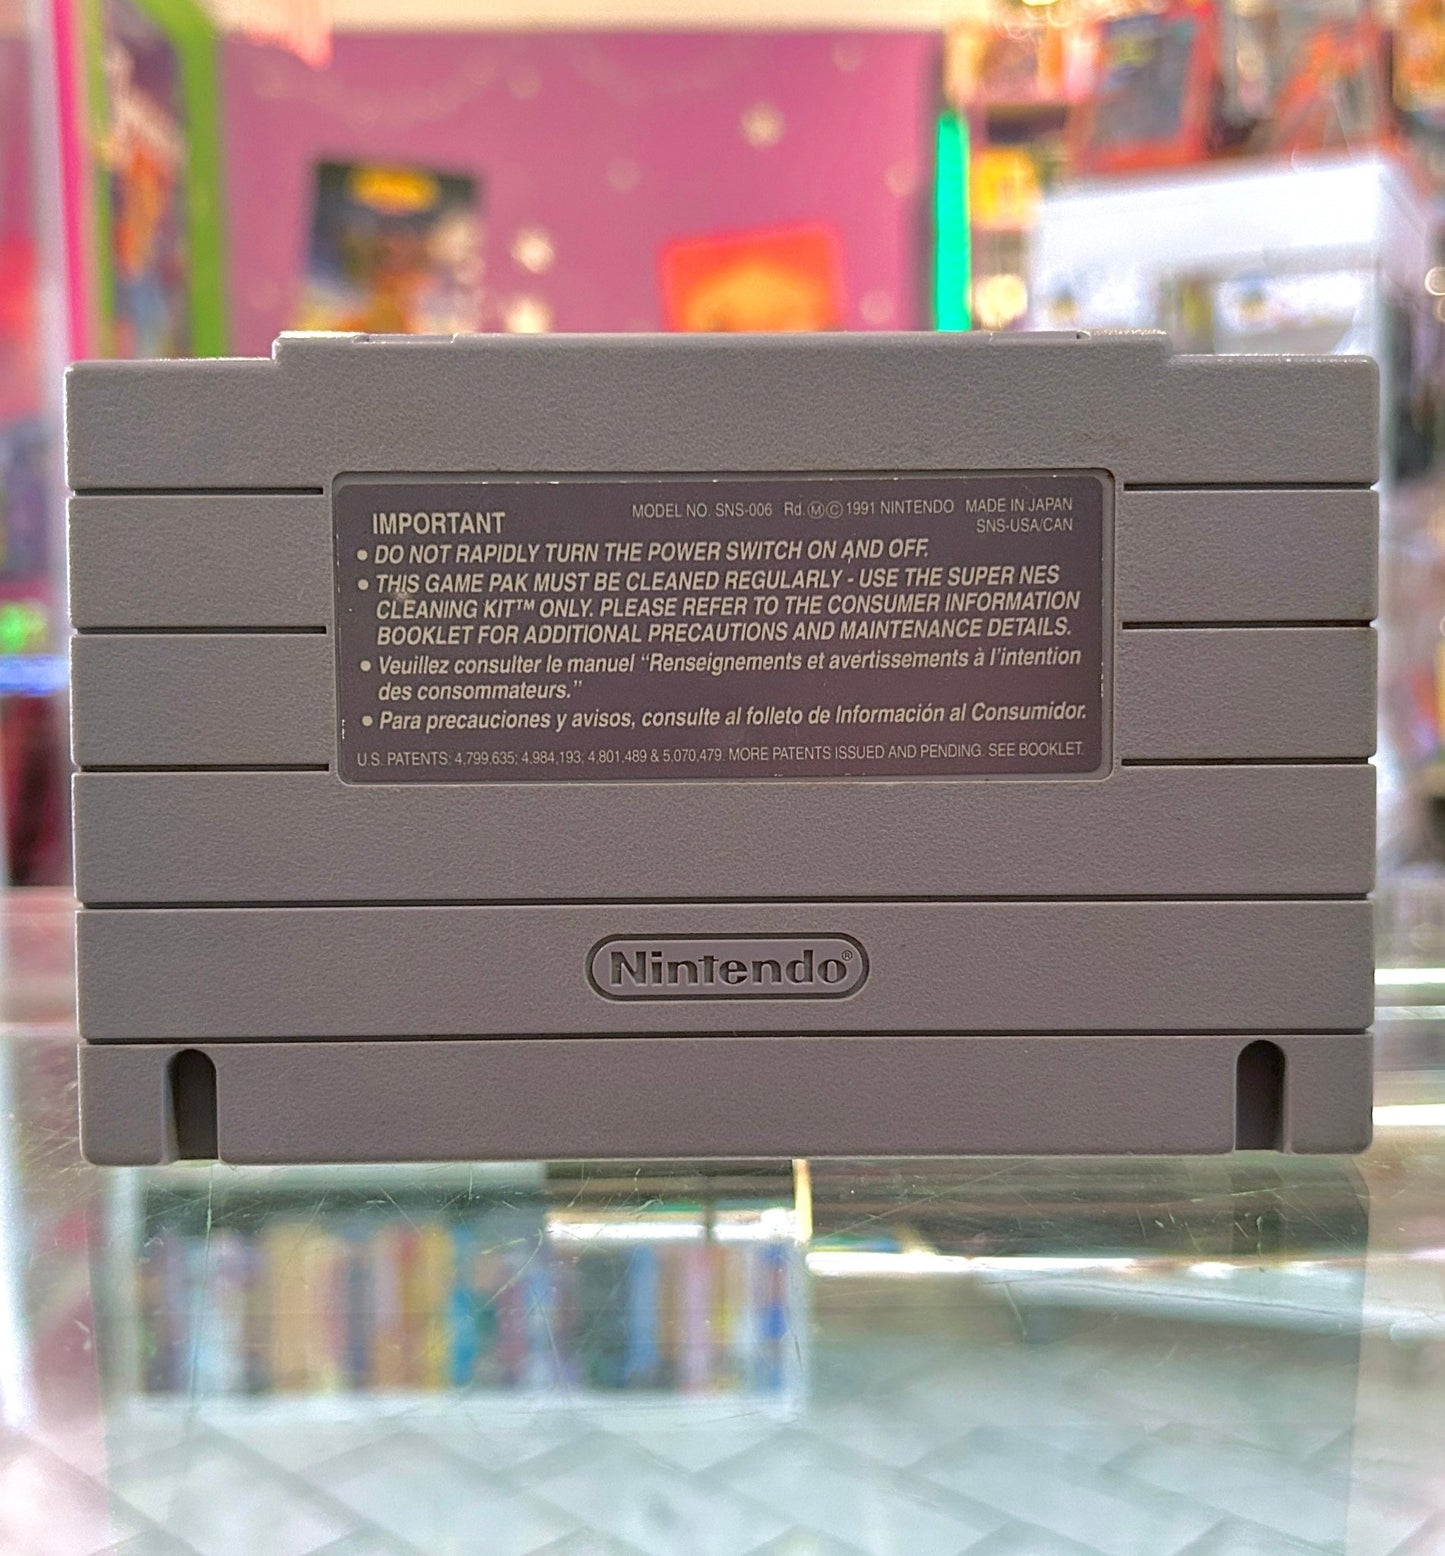 IMPORTANT
MODEL NO. SNS-006 Rd.ⓂⒸ1991 NINTENDO MADE IN JAPAN
SNS-USA/CAN
• DO NOT RAPIDLY TURN THE POWER SWITCH ON AND OFF.
• THIS GAME PAK MUST BE CLEANED REGULARLY - USE THE SUPER NES
CLEANING KIT™ ONLY. PLEASE REFER TO THE CONSUMER INFORMATION
BOOKLET FOR ADDITIONAL PRECAUTIONS AND MAINTENANCE DETAILS.
• Veuillez consulter le manuel “Renseignements et avertissements à l'intention
des consommateurs.”
• Para precauciones y avisos, consulte al folleto de Información al Consumidor.
U.S. PATENTS: 4,799,635; 4,984,193; 4,801,489 & 5,070,479. MORE PATENTS ISSUED AND PENDING. SEE BOOKLET.
Nintendo®